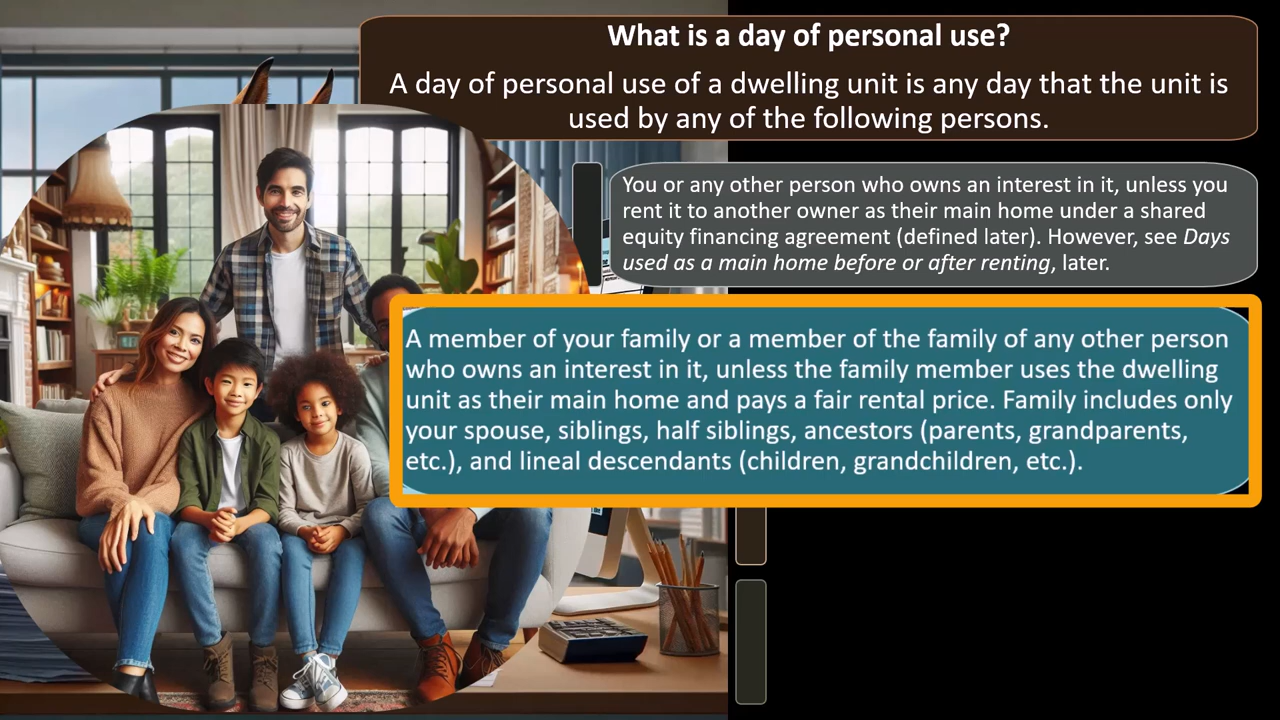 What is a day of personal use?
A day of personal use of a dwelling unit is any day that the unit is
used by any of the following persons.
You or any other person who owns an interest in it, unless you
rent it to another owner as their main home under a shared
equity financing agreement (defined later). However, see Days
used as a main home before or after renting, later.
A member of your family or a member of the family of any other person
who owns an interest in it, unless the family member uses the dwelling
unit as their main home and pays a fair rental price. Family includes only
your spouse, siblings, half siblings, ancestors (parents, grandparents,
etc.), and lineal descendants (children, grandchildren, etc.).